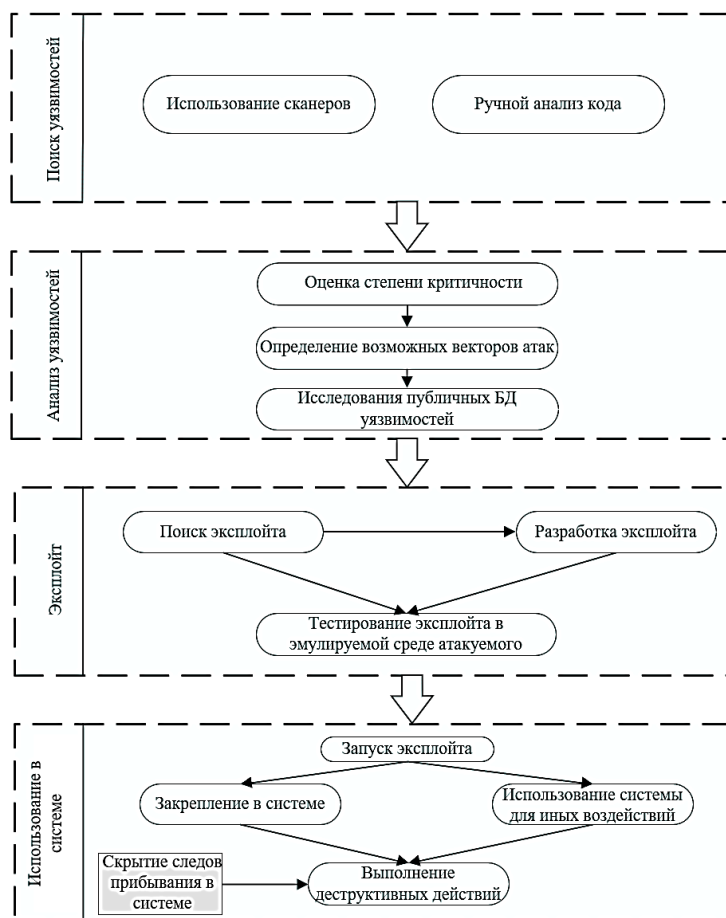 Поиск уязвимостей
Использование сканеров
Ручной анализ кода
Анализ уязвимостей
Оценка степени критичности
Определение возможных векторов атак
Исследования публичных БД
уязвимостей
Эксплойт
Поиск эксплойта
Разработка эксплойта
Тестирование эксплойта в
эмулируемой среде атакуемого
Использование в
системе
Запуск эксплойта
Закрепление в системе
Использование системы
для иных воздействий
Скрытие следов
прибывания в
системе
Выполнение
деструктивных действий